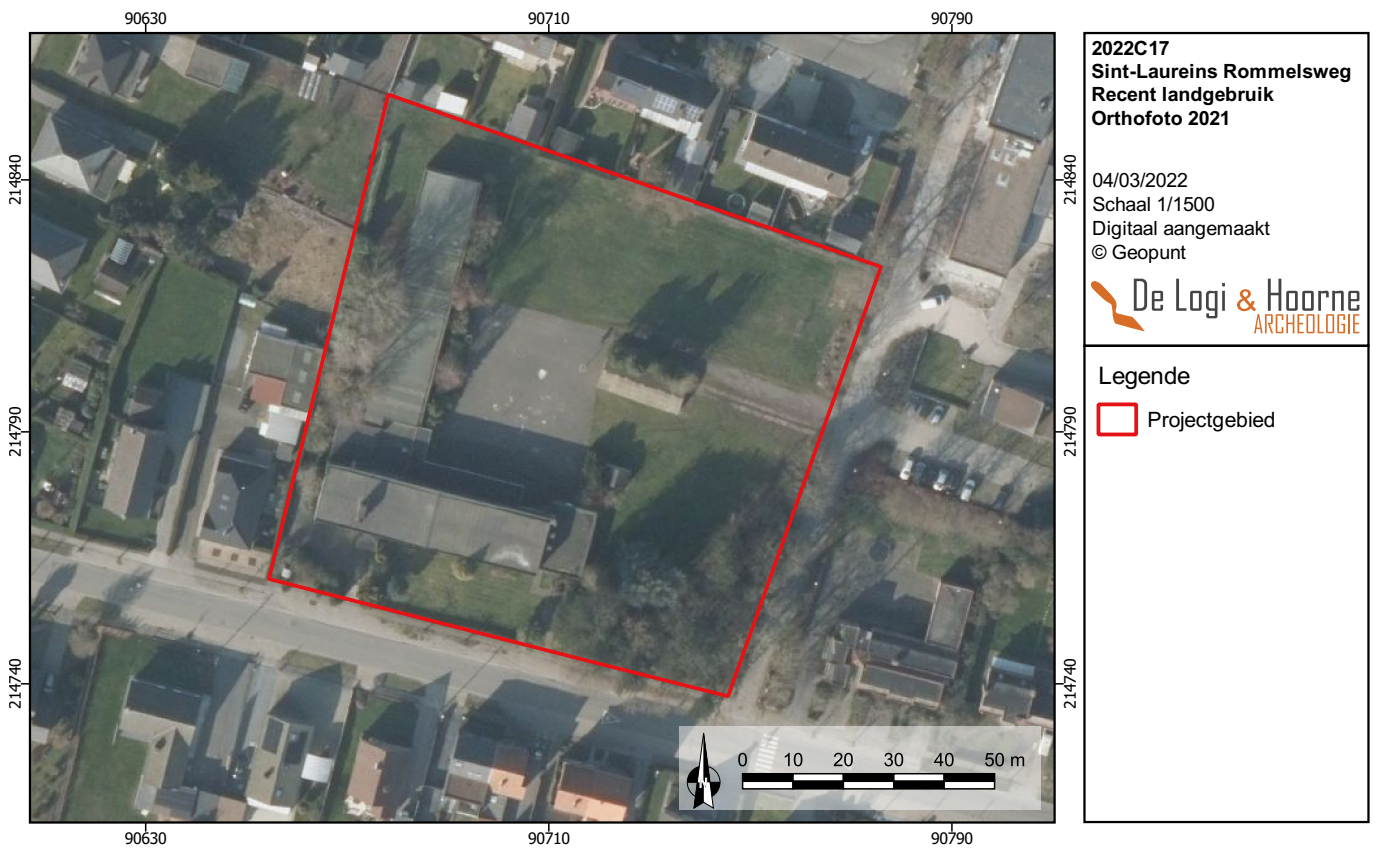 90630
90710
90790
214840
214790
214740
214840
214790
214740
90630
90710
90790
N
0 10 20 30 40 50 m
2022C17
Sint-Laureins Rommelsweg
Recent landgebruik
Orthofoto 2021
04/03/2022
Schaal 1/1500
Digitaal aangemaakt
© Geopunt
De Logi & Hoorne
ARCHEOLOGIE
Legende
Projectgebied